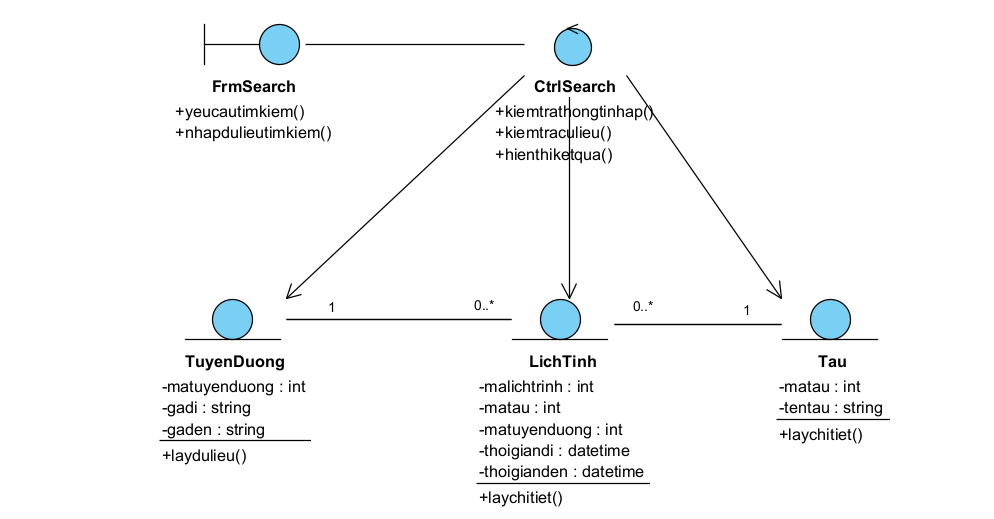 FrmSearch
+yeucautimkiem()
+nhapdulieutimkiem()
CtrlSearch
+kiemtrathongtinhap()
+kiemtraculieu()
+hienthiketqua()
1
0..*
0..*
1
TuyenDuong
-matuyenduong : int
-gadi : string
-gaden : string
+laydulieu()
LichTinh
-malichtrinh : int
-matau : int
-matuyenduong : int
-thoigiandi : datetime
-thoigianden : datetime
+laychitiet()
Tau
-matau : int
-tentau : string
+laychitiet()